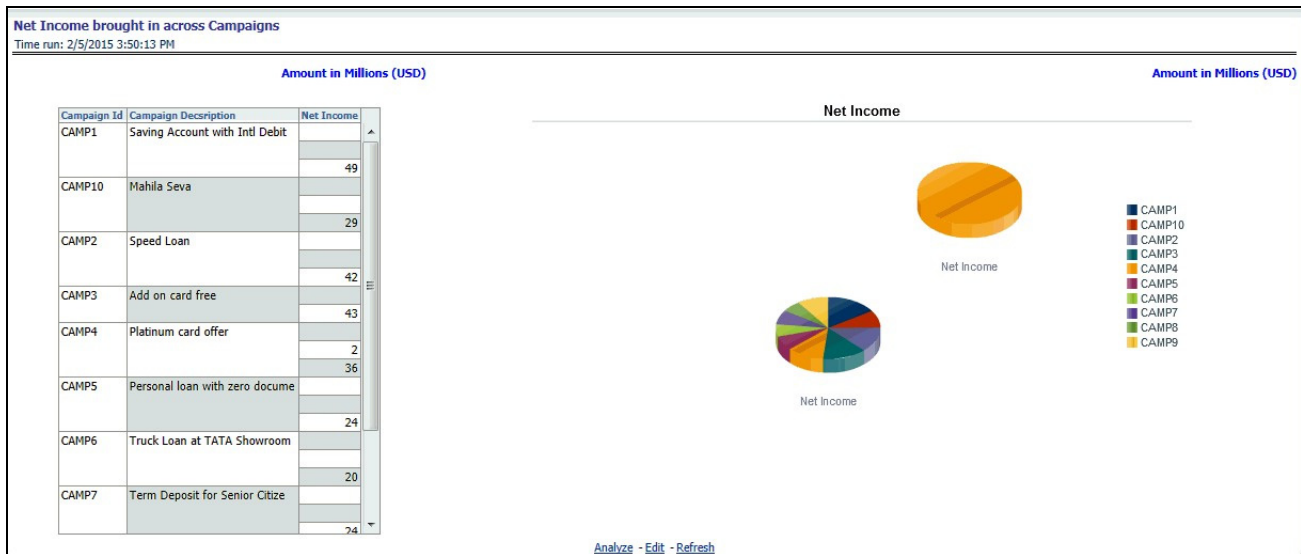 Net Income brought in across Campaigns
Time run: 2/5/2015 3:50:13 PM
Amount in Millions (USD)
Campaign Id Campaign Decsription Net Income
CAMP1 Saving Account with Intl Debit
49
CAMP10 Mahila Seva
29
CAMP2 Speed Loan
42
CAMP3 Add on card free
43
CAMP4 Platinum card offer
2
36
CAMP5 Personal loan with zero docume
24
CAMP6 Truck Loan at TATA Showroom
20
CAMP7 Term Deposit for Senior Citize
24
Amount in Millions (USD)
Net Income
Net Income
Net Income
CAMP1
CAMP10
CAMP2
CAMP3
CAMP4
CAMP5
CAMP6
CAMP7
CAMP8
CAMP9
Analyze - Edit - Refresh